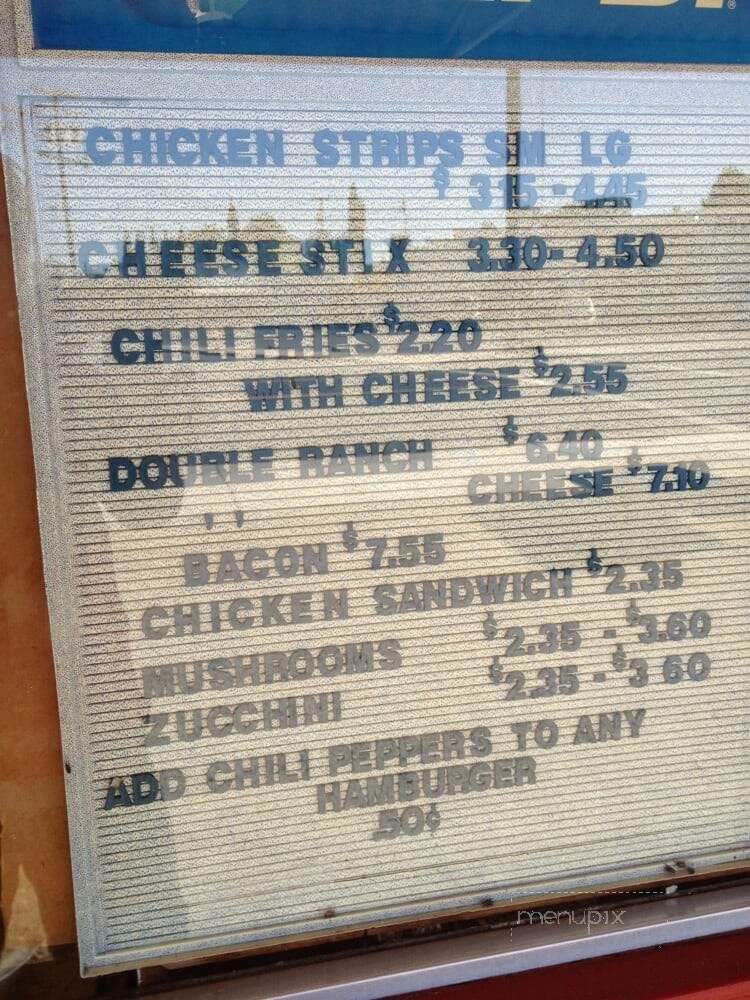 CHICKEN STRIPS SM LG
$ 3.15 - 4.45
CHEESE STIX 3.30 - 4.50
CHILI FRIES $2.20
WITH CHEESE $2.55
DOUBLE RANCH $6.40
CHEESE $7.10
' '
BACON $7.55
CHICKEN SANDWICH $2.35
MUSHROOMS $2.35 - $3.60
ZUCCHINI $2.35 - $3 60
ADD CHILI PEPPERS TO ANY
HAMBURGER
.50¢
menupix